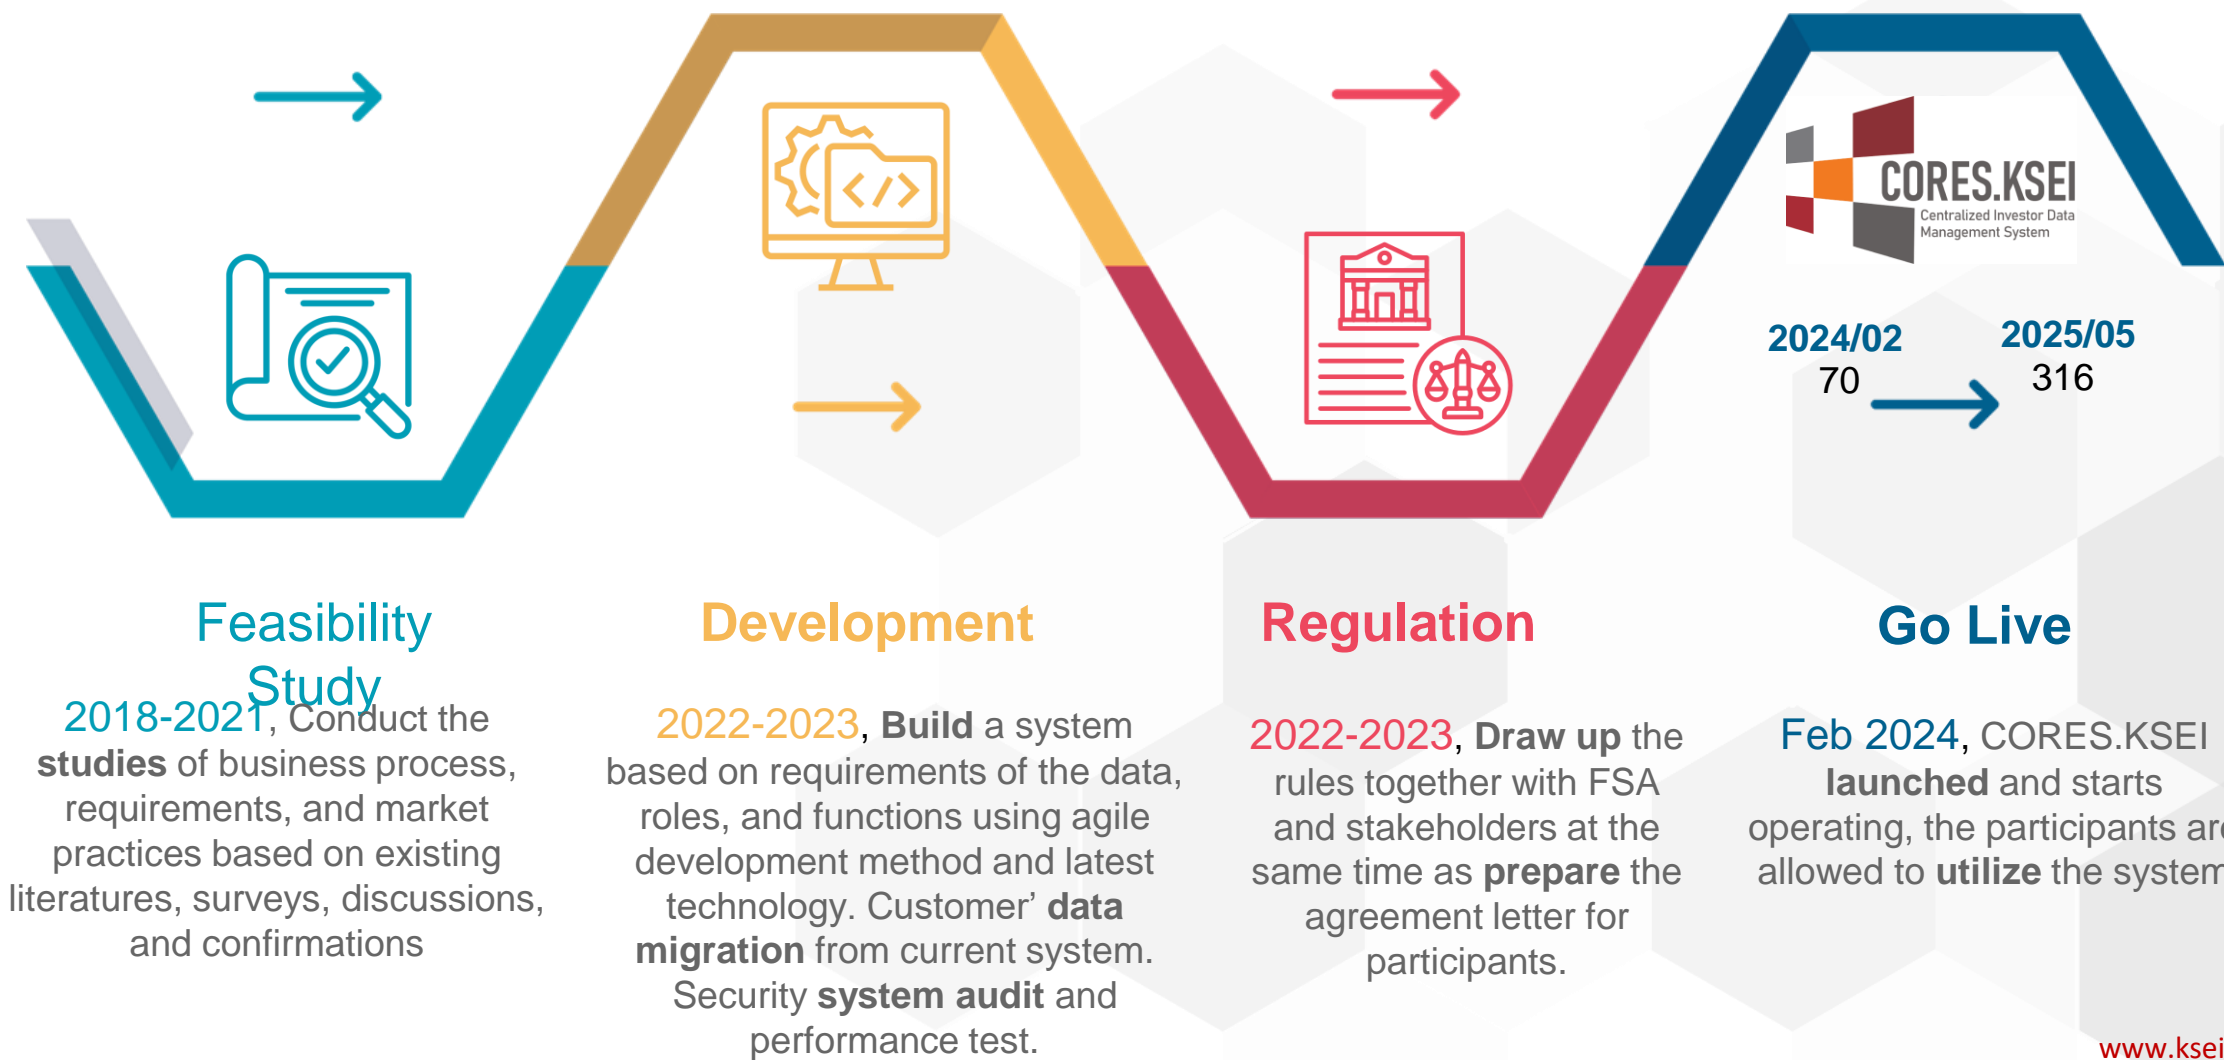 CORES.KSEI
Centralized Investor Data
Management System
2024/02
70
2025/05
316
Feasibility
Study
2018-2021, Conduct the
studies of business process,
requirements, and market
practices based on existing
literatures, surveys, discussions,
and confirmations
Development
2022-2023, Build a system
based on requirements of the data,
roles, and functions using agile
development method and latest
technology. Customer’ data
migration from current system.
Security system audit and
performance test.
Regulation
2022-2023, Draw up the
rules together with FSA
and stakeholders at the
same time as prepare the
agreement letter for
participants.
Go Live
Feb 2024, CORES.KSEI
launched and starts
operating, the participants are
allowed to utilize the system
www.ksei